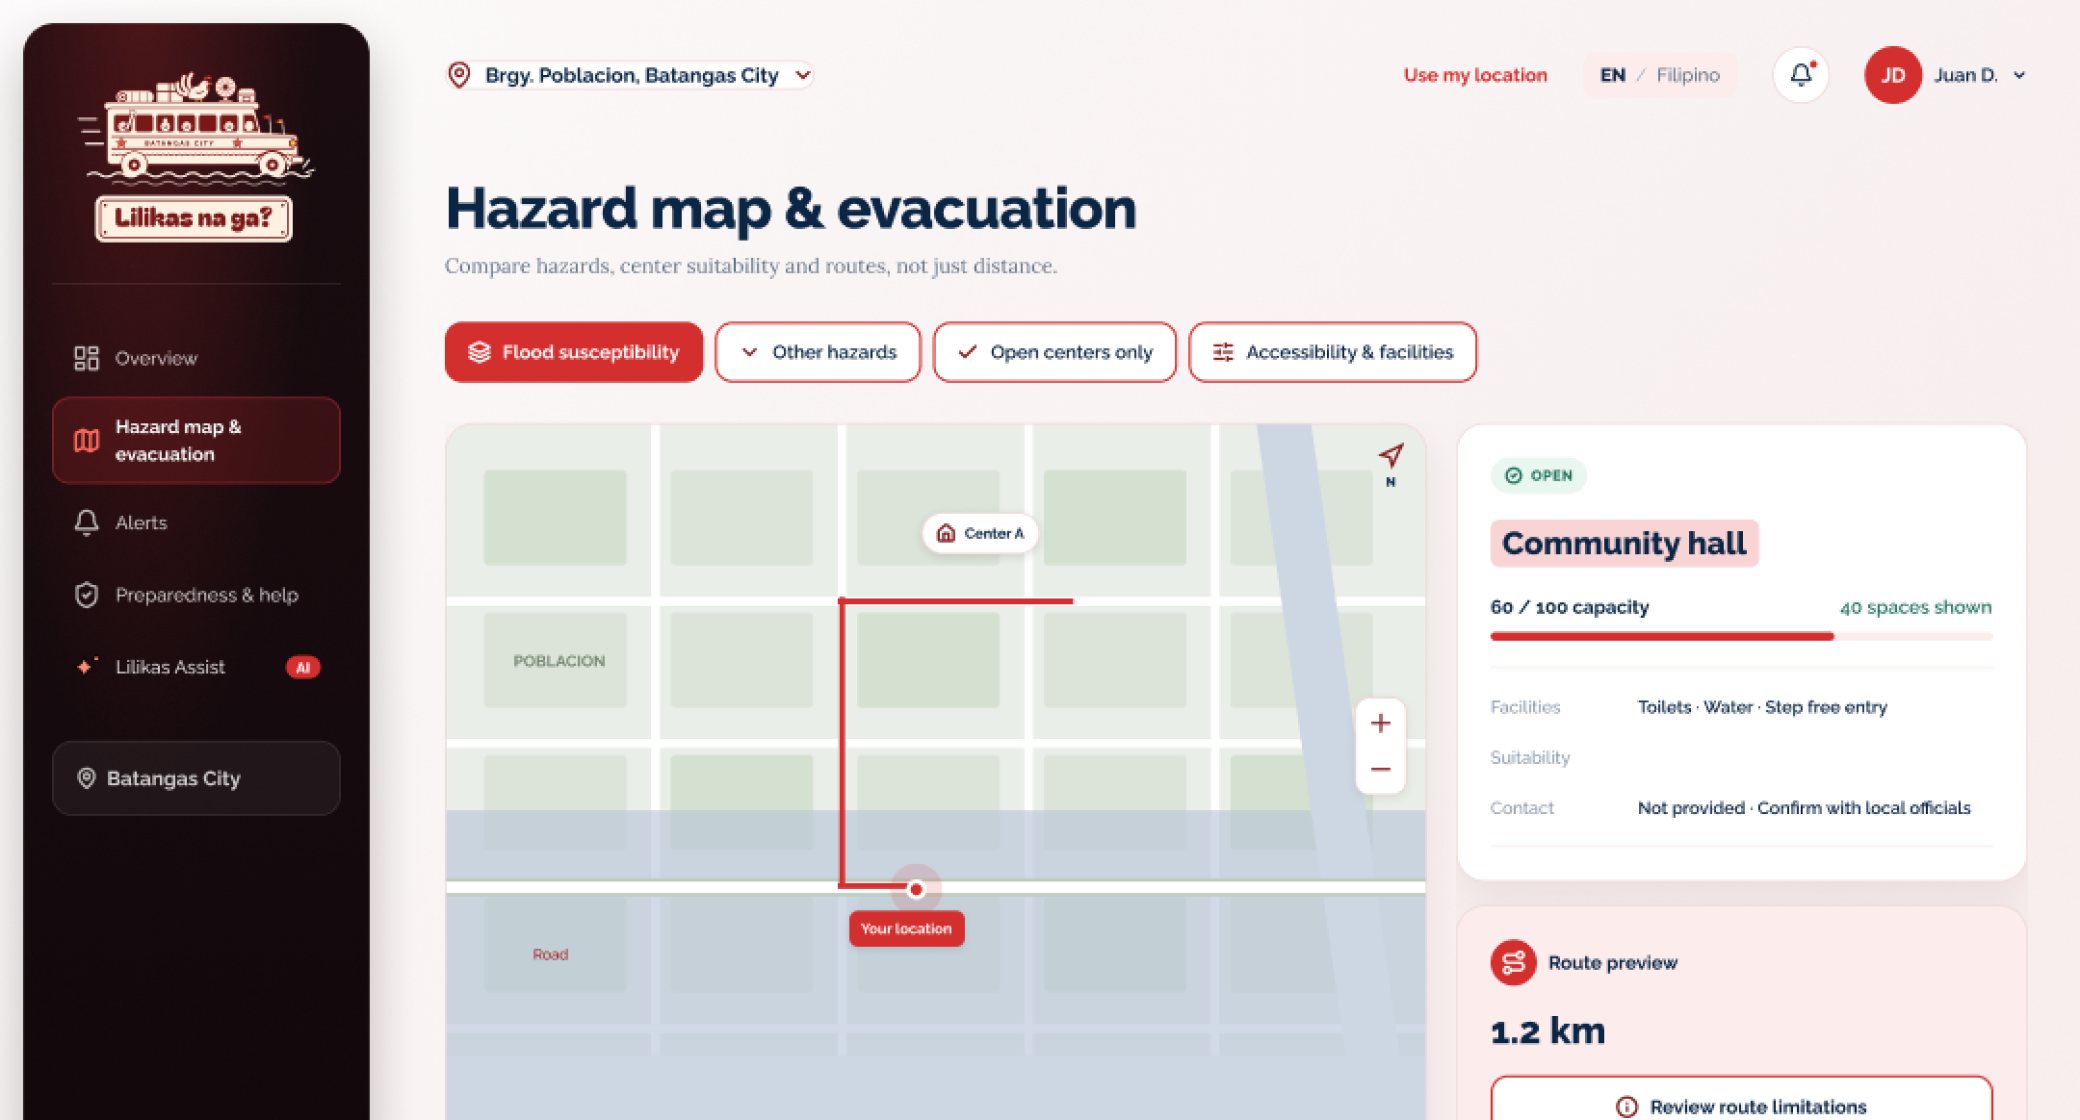 BATANGAS CITY
Lilikas na ga?
Overview
Hazard map &
evacuation
Alerts
Preparedness & help
Lilikas Assist AI
Batangas City
Brgy. Poblacion, Batangas City
Use my location
EN / Filipino
JD Juan D.
Hazard map & evacuation
Compare hazards, center suitability and routes, not just distance.
Flood susceptibility
Other hazards
Open centers only
Accessibility & facilities
N
Center A
POBLACION
+
−
Your location
Road
OPEN
Community hall
60 / 100 capacity 40 spaces shown
Facilities Toilets · Water · Step free entry
Suitability
Contact Not provided · Confirm with local officials
Route preview
1.2 km
Review route limitations